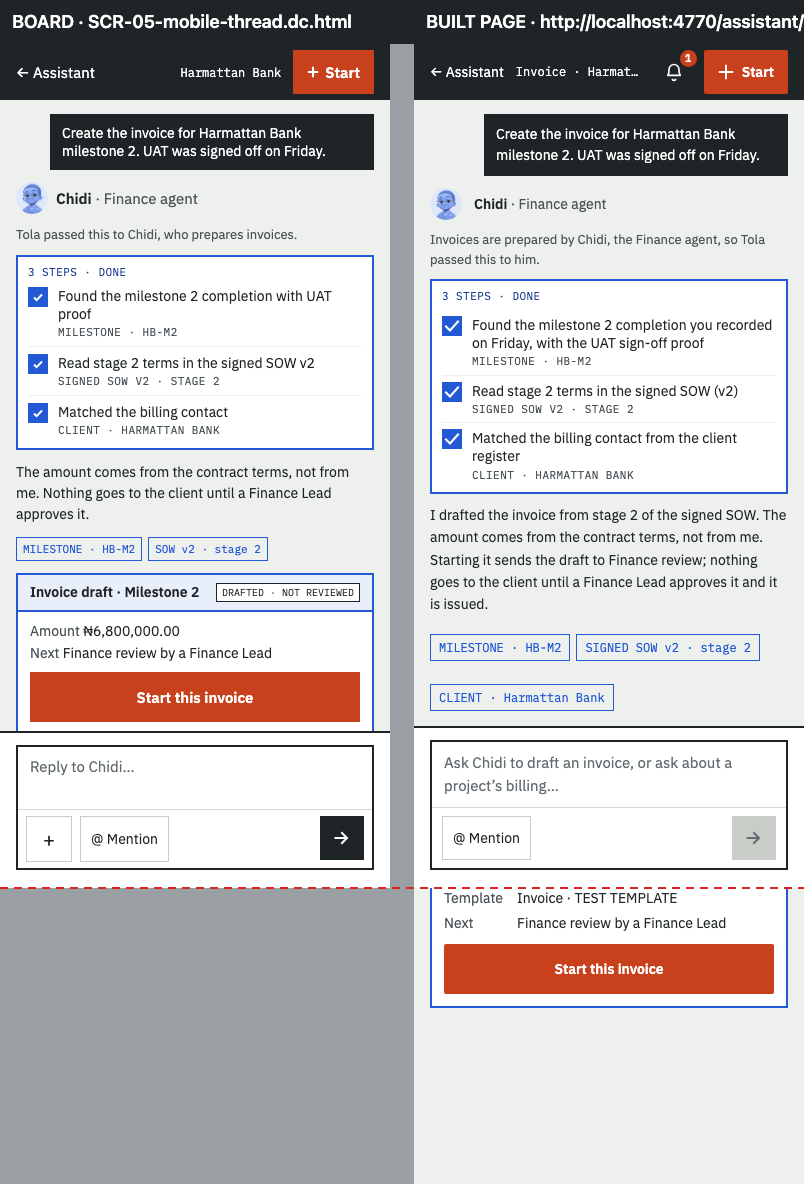 BOARD · SCR-05-mobile-thread.dc.html
← Assistant
Harmattan Bank
+ Start
Create the invoice for Harmattan Bank
milestone 2. UAT was signed off on Friday.
Chidi · Finance agent
Tola passed this to Chidi, who prepares invoices.
3 STEPS · DONE
Found the milestone 2 completion with UAT
proof
MILESTONE · HB-M2
Read stage 2 terms in the signed SOW v2
SIGNED SOW V2 · STAGE 2
Matched the billing contact
CLIENT · HARMATTAN BANK
The amount comes from the contract terms, not from
me. Nothing goes to the client until a Finance Lead
approves it.
MILESTONE · HB-M2
SOW v2 · stage 2
Invoice draft · Milestone 2
DRAFTED · NOT REVIEWED
Amount ₦6,800,000.00
Next Finance review by a Finance Lead
Start this invoice
Reply to Chidi...
+
@ Mention
→
BUILT PAGE · http://localhost:4770/assistant/
← Assistant
Invoice · Harmat…
1
+ Start
Create the invoice for Harmattan Bank
milestone 2. UAT was signed off on Friday.
Chidi · Finance agent
Invoices are prepared by Chidi, the Finance agent, so Tola
passed this to him.
3 STEPS · DONE
Found the milestone 2 completion you recorded
on Friday, with the UAT sign-off proof
MILESTONE · HB-M2
Read stage 2 terms in the signed SOW (v2)
SIGNED SOW V2 · STAGE 2
Matched the billing contact from the client
register
CLIENT · HARMATTAN BANK
I drafted the invoice from stage 2 of the signed SOW. The
amount comes from the contract terms, not from me.
Starting it sends the draft to Finance review; nothing
goes to the client until a Finance Lead approves it and it
is issued.
MILESTONE · HB-M2
SIGNED SOW v2 · stage 2
CLIENT · Harmattan Bank
Ask Chidi to draft an invoice, or ask about a
project’s billing...
@ Mention
→
Template Invoice · TEST TEMPLATE
Next Finance review by a Finance Lead
Start this invoice